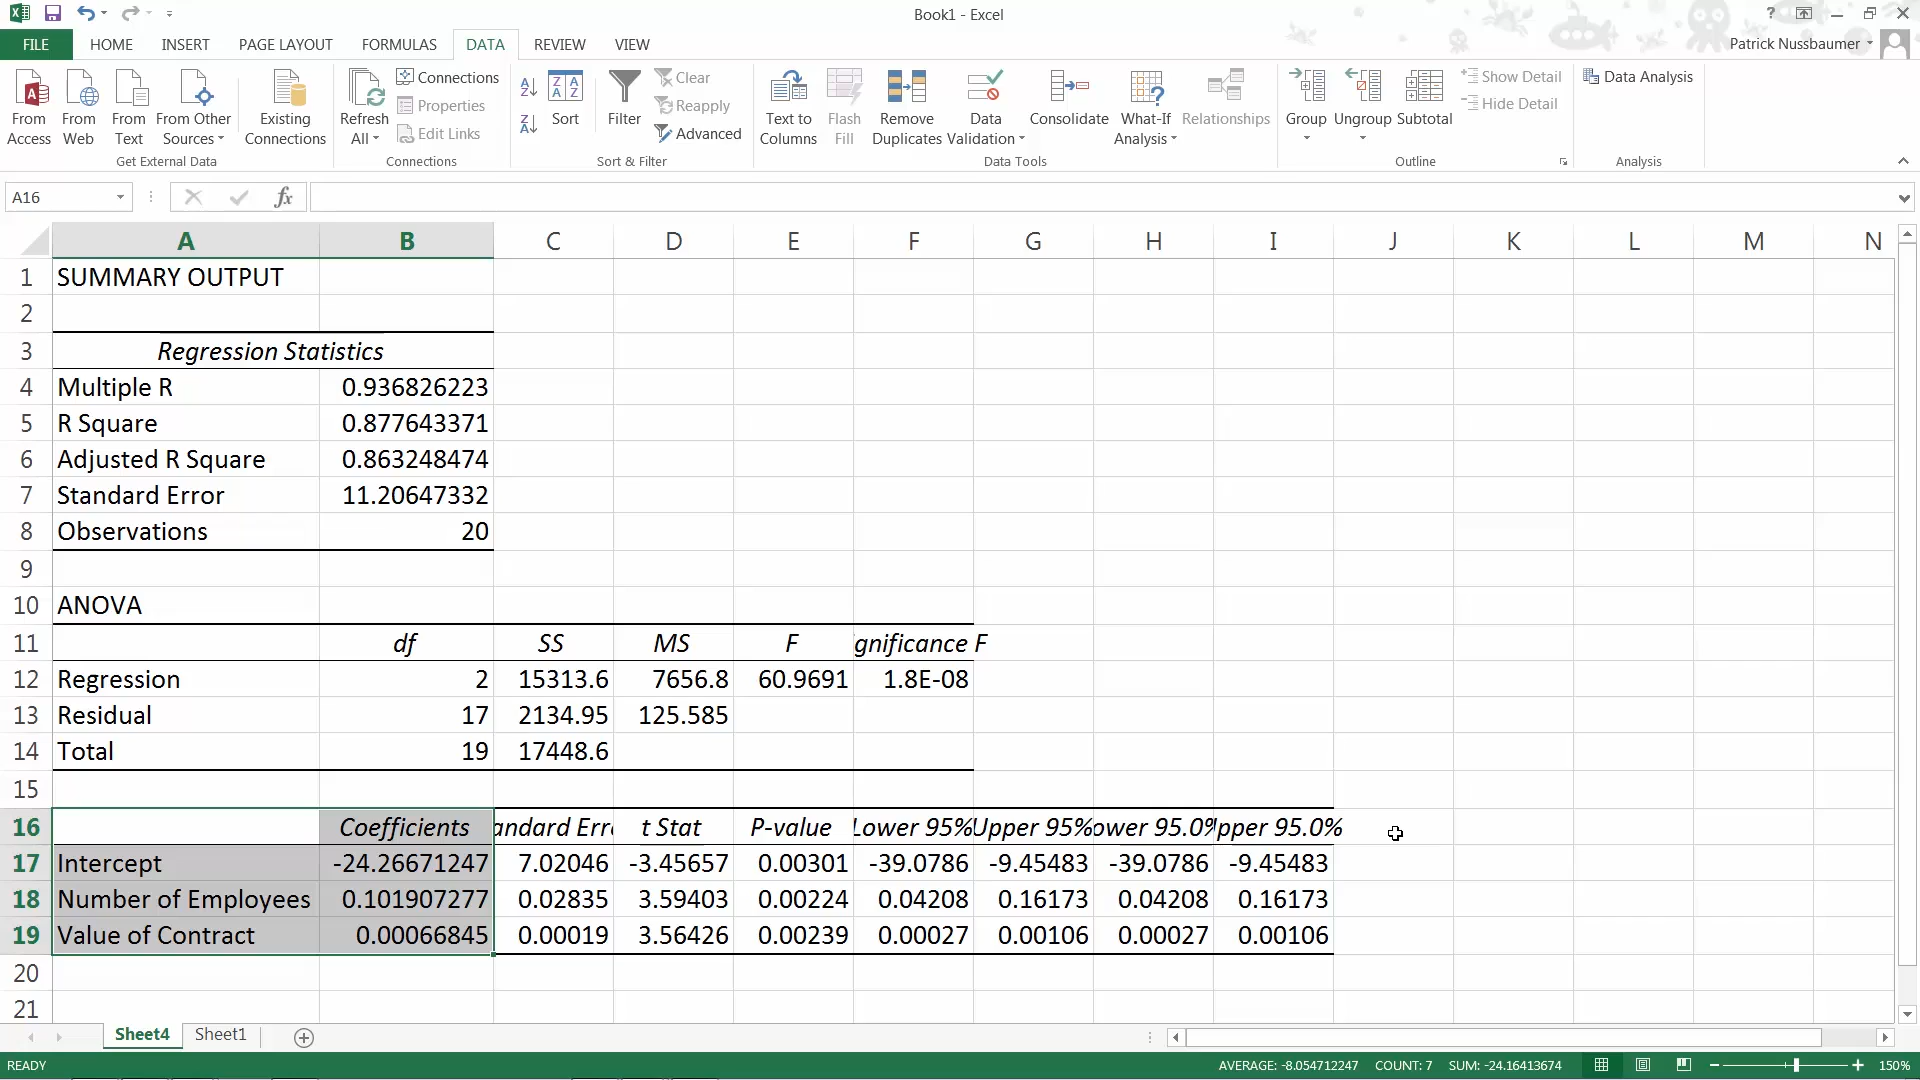 Book1 - Excel
?
FILE HOME INSERT PAGE LAYOUT FORMULAS DATA REVIEW VIEW Patrick Nussbaumer
From Access
From Web
From Text
From Other Sources
Existing Connections
Get External Data
Refresh All
Connections
Properties
Edit Links
Connections
Sort
Filter
Clear
Reapply
Advanced
Sort & Filter
Text to Columns
Flash Fill
Remove Duplicates
Data Validation
Consolidate
What-If Analysis
Relationships
Data Tools
Group
Ungroup
Subtotal
Show Detail
Hide Detail
Outline
Data Analysis
Analysis
A16 fx
A B C D E F G H I J K L M N
1 SUMMARY OUTPUT
2
3 Regression Statistics
4 Multiple R 0.936826223
5 R Square 0.877643371
6 Adjusted R Square 0.863248474
7 Standard Error 11.20647332
8 Observations 20
9
10 ANOVA
11 df SS MS F gnificance F
12 Regression 2 15313.6 7656.8 60.9691 1.8E-08
13 Residual 17 2134.95 125.585
14 Total 19 17448.6
15
16 Coefficients andard Err t Stat P-value Lower 95% Upper 95% ower 95.0% pper 95.0%
17 Intercept -24.26671247 7.02046 -3.45657 0.00301 -39.0786 -9.45483 -39.0786 -9.45483
18 Number of Employees 0.101907277 0.02835 3.59403 0.00224 0.04208 0.16173 0.04208 0.16173
19 Value of Contract 0.00066845 0.00019 3.56426 0.00239 0.00027 0.00106 0.00027 0.00106
20
21
Sheet4 Sheet1
READY AVERAGE: -8.054712247 COUNT: 7 SUM: -24.16413674 150%